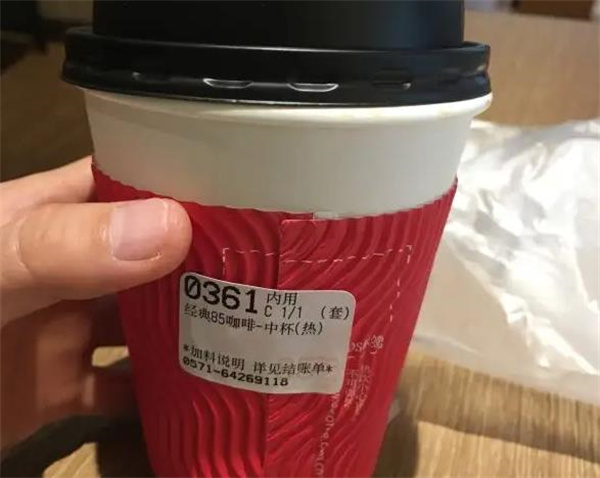 0361 内用
C 1/1 (套)
经典85咖啡-中杯(热)
*加料说明 详见结账单*
0571-64269118